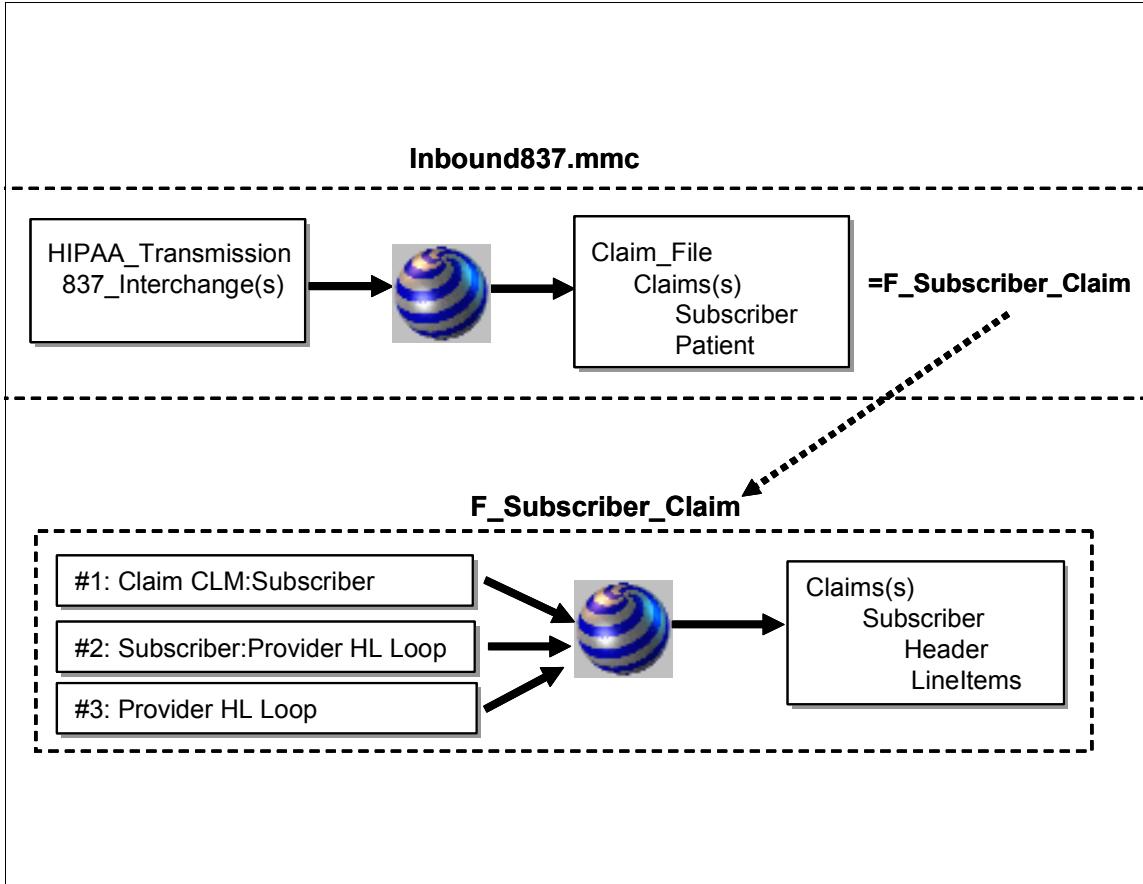 Inbound837.mmc
HIPAA_Transmission
837_Interchange(s)
Claim_File
Claims(s)
Subscriber
Patient
=F_Subscriber_Claim
F_Subscriber_Claim
#1: Claim CLM:Subscriber
#2: Subscriber:Provider HL Loop
#3: Provider HL Loop
Claims(s)
Subscriber
Header
LineItems